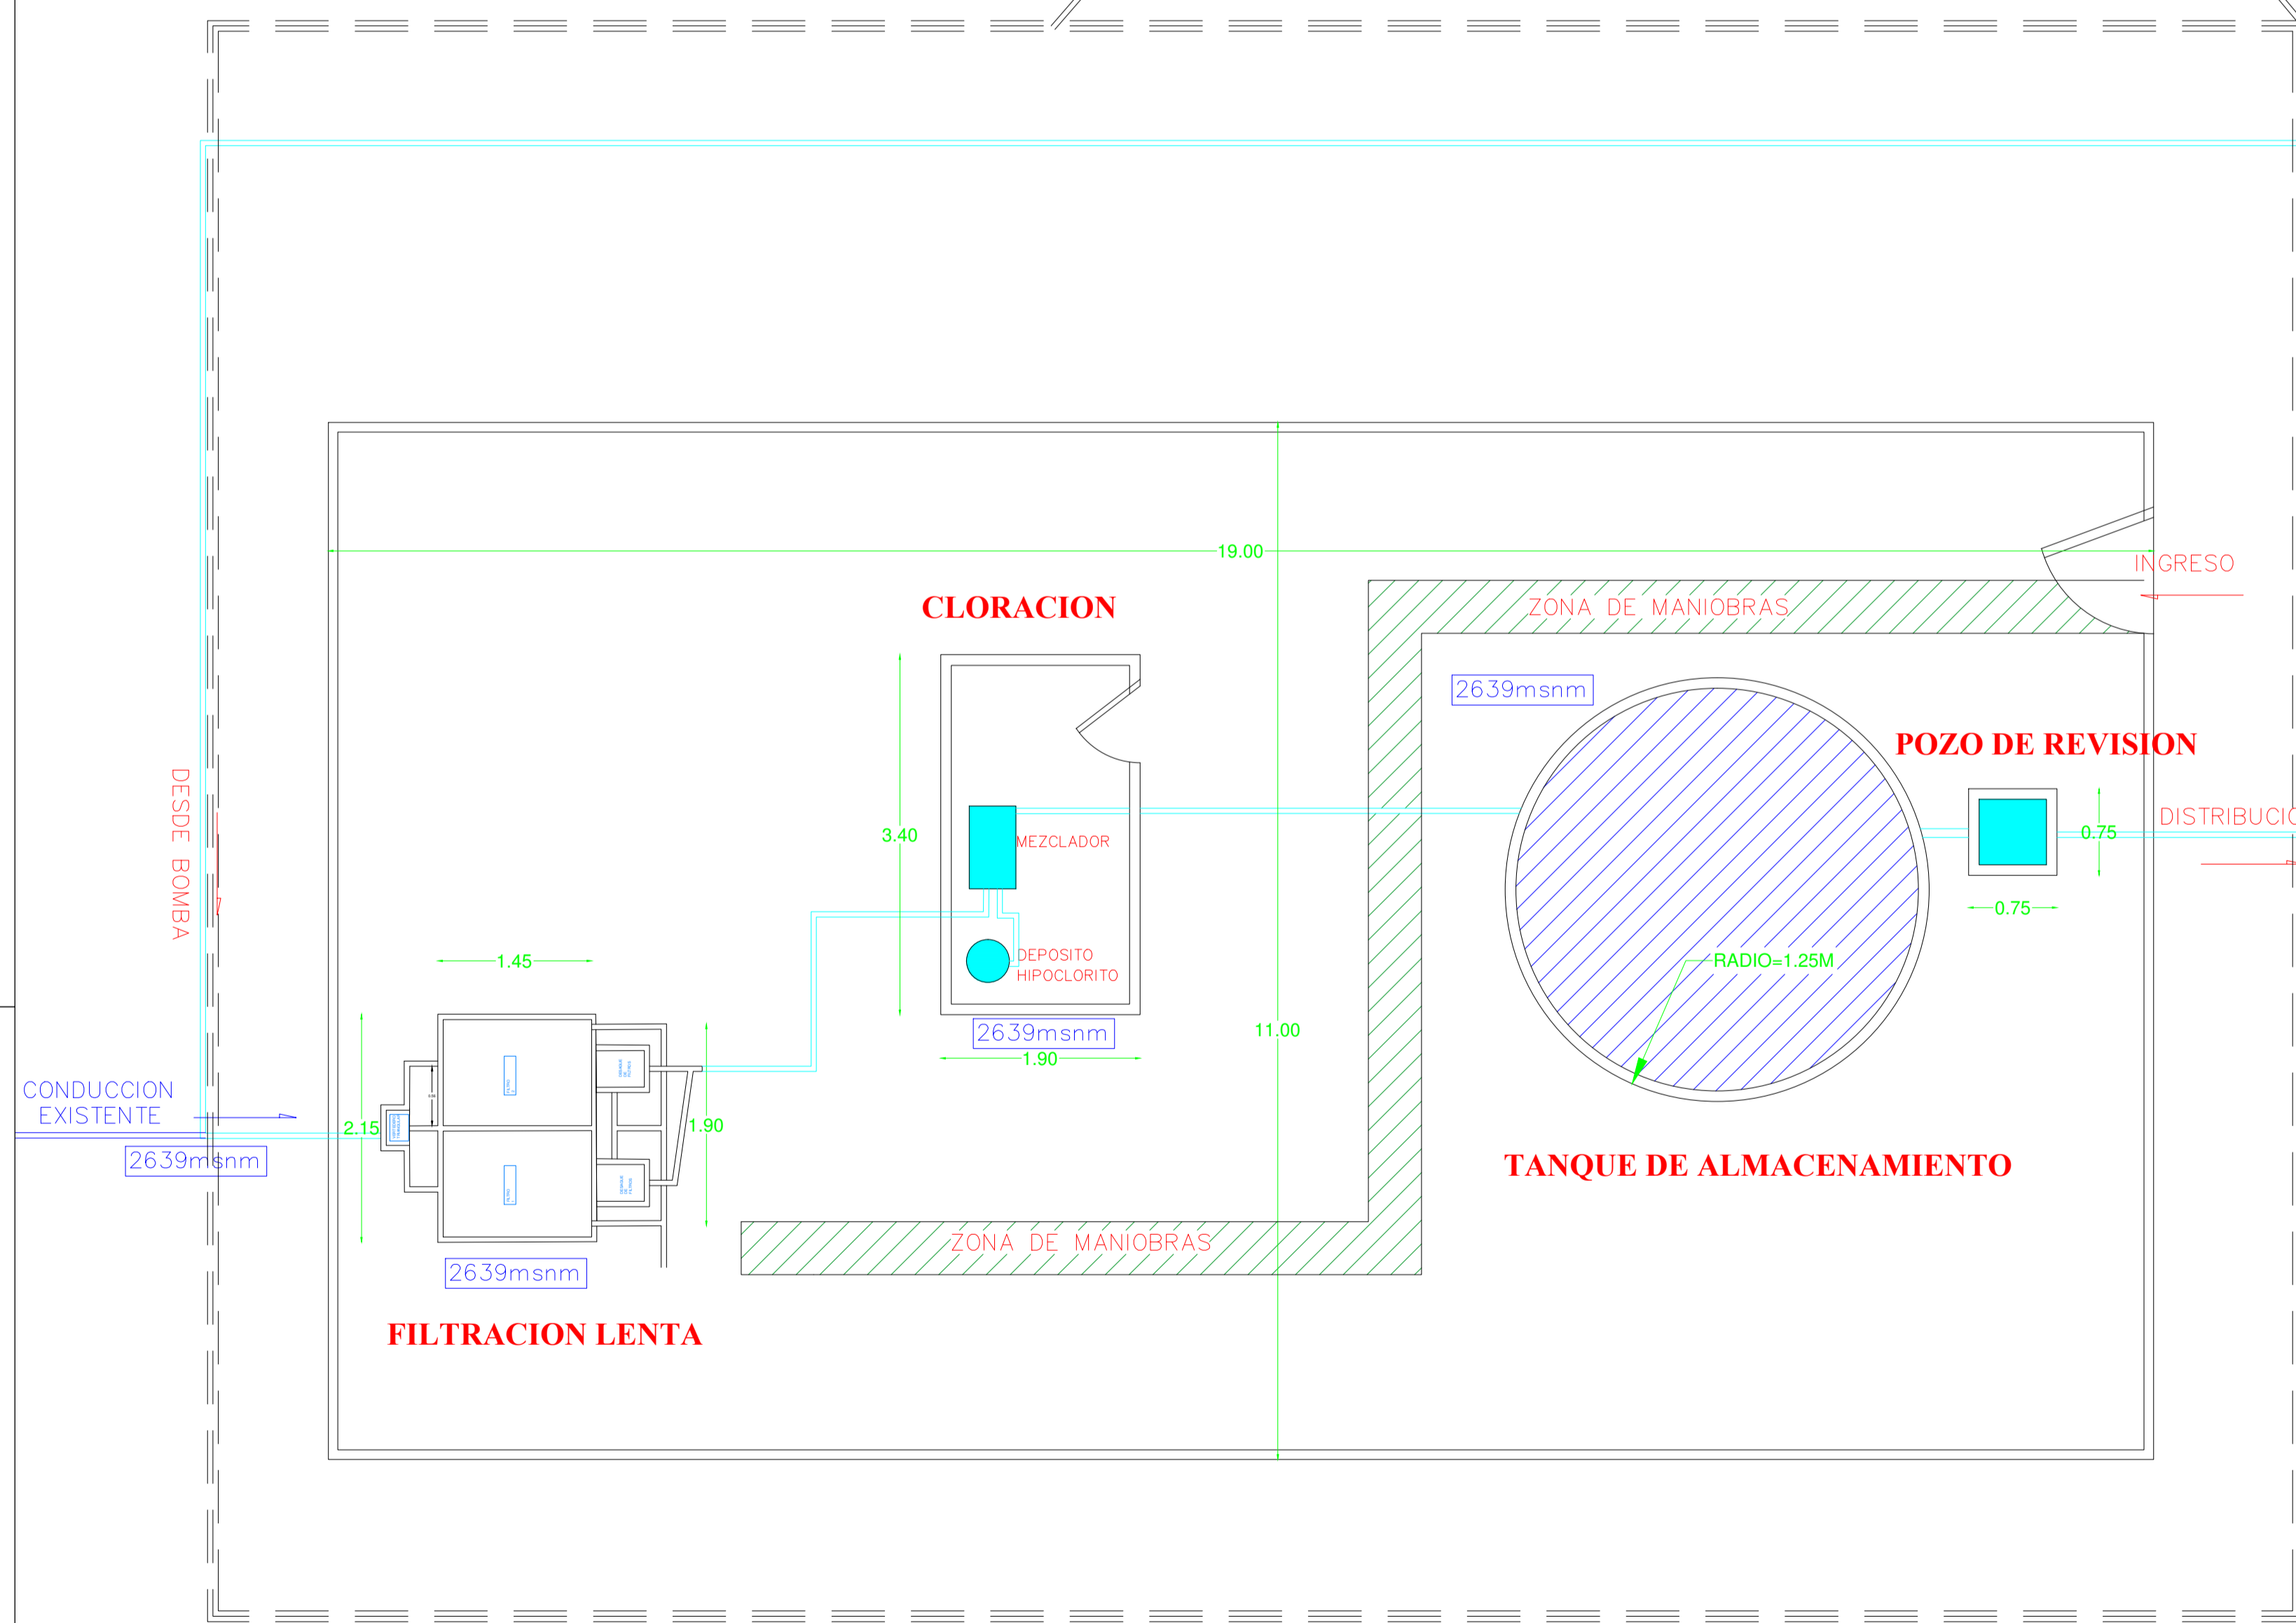 19.00
INGRESO
CLORACION
ZONA DE MANIOBRAS
2639msnm
POZO DE REVISION
DESDE BOMBA
DISTRIBUCIO
3.40
MEZCLADOR
0.75
0.75
1.45
DEPOSITO
HIPOCLORITO
RADIO=1.25M
2639msnm
11.00
1.90
CONDUCCION
EXISTENTE
2.15
1.90
2639msnm
FILTRO
FILTRO
TANQUE DE ALMACENAMIENTO
ZONA DE MANIOBRAS
2639msnm
FILTRACION LENTA